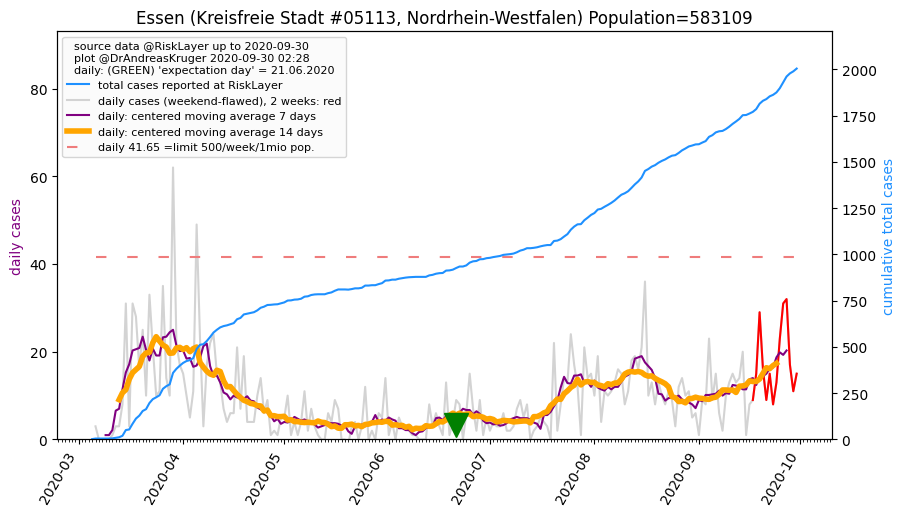 Essen (Kreisfreie Stadt #05113, Nordrhein-Westfalen) Population=583109
source data @RiskLayer up to 2020-09-30
plot @DrAndreasKruger 2020-09-30 02:28
daily: (GREEN) 'expectation day' = 21.06.2020
total cases reported at RiskLayer
daily cases (weekend-flawed), 2 weeks: red
daily: centered moving average 7 days
daily: centered moving average 14 days
daily 41.65 =limit 500/week/1mio pop.
daily cases
80
60
40
20
0
cumulative total cases
2000
1750
1500
1250
1000
750
500
250
0
2020-03
2020-04
2020-05
2020-06
2020-07
2020-08
2020-09
2020-10